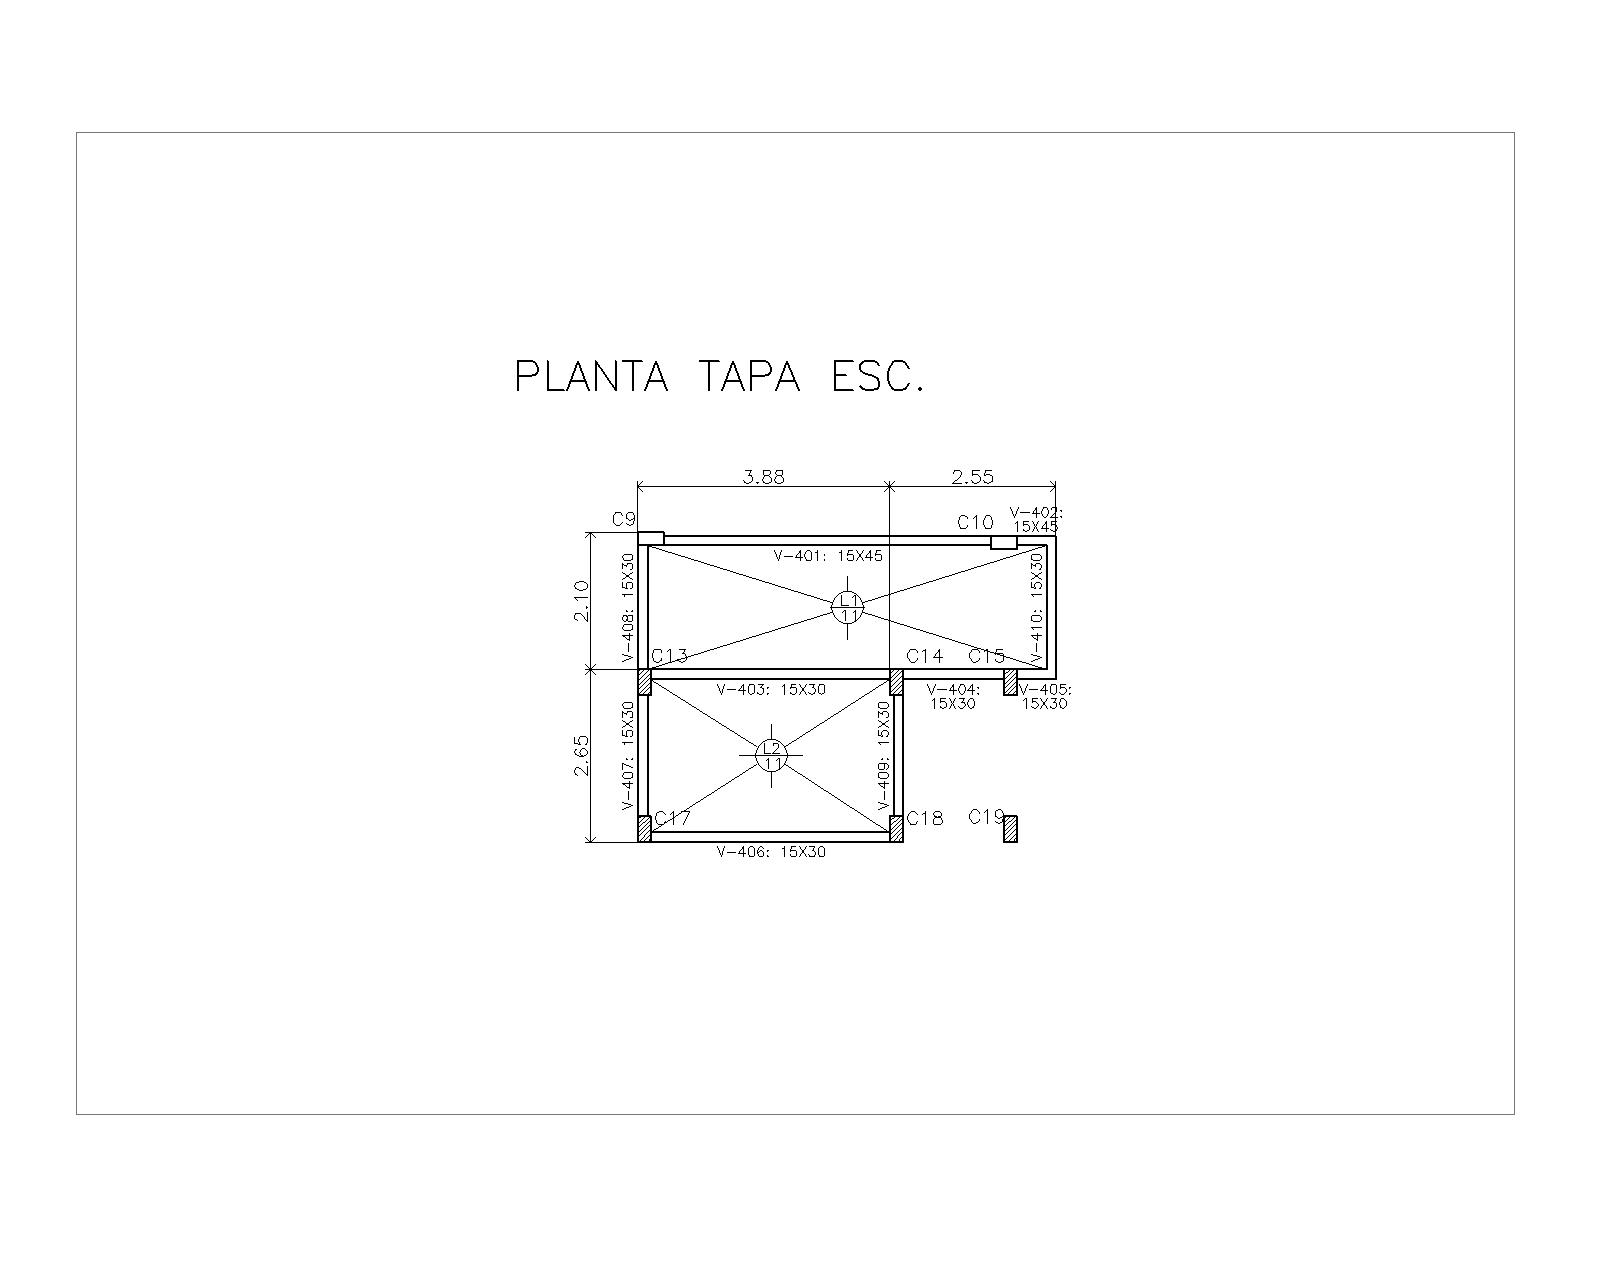 PLANTA TAPA ESC.
3.88
2.55
C9
C10
V-402:
15X45
V-401: 15X45
2.10
V-408: 15X30
L1
11
V-410: 15X30
C13
C14
C15
V-403: 15X30
V-404:
15X30
V-405:
15X30
2.65
V-407: 15X30
L2
11
V-409: 15X30
C17
C18
C19
V-406: 15X30